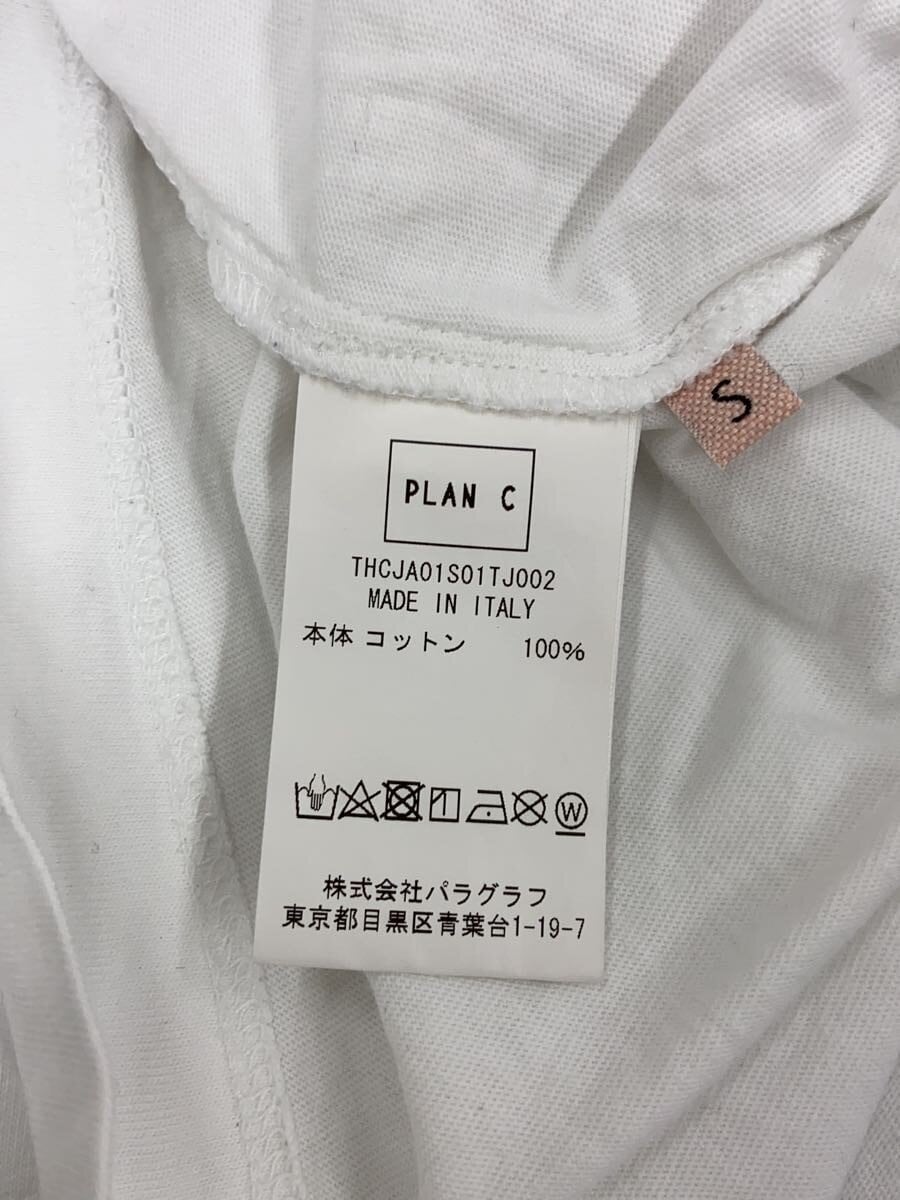 S
PLAN C
THCJA01S01TJ002
MADE IN ITALY
本体 コットン 100%
W
株式会社パラグラフ
東京都目黒区青葉台1-19-7